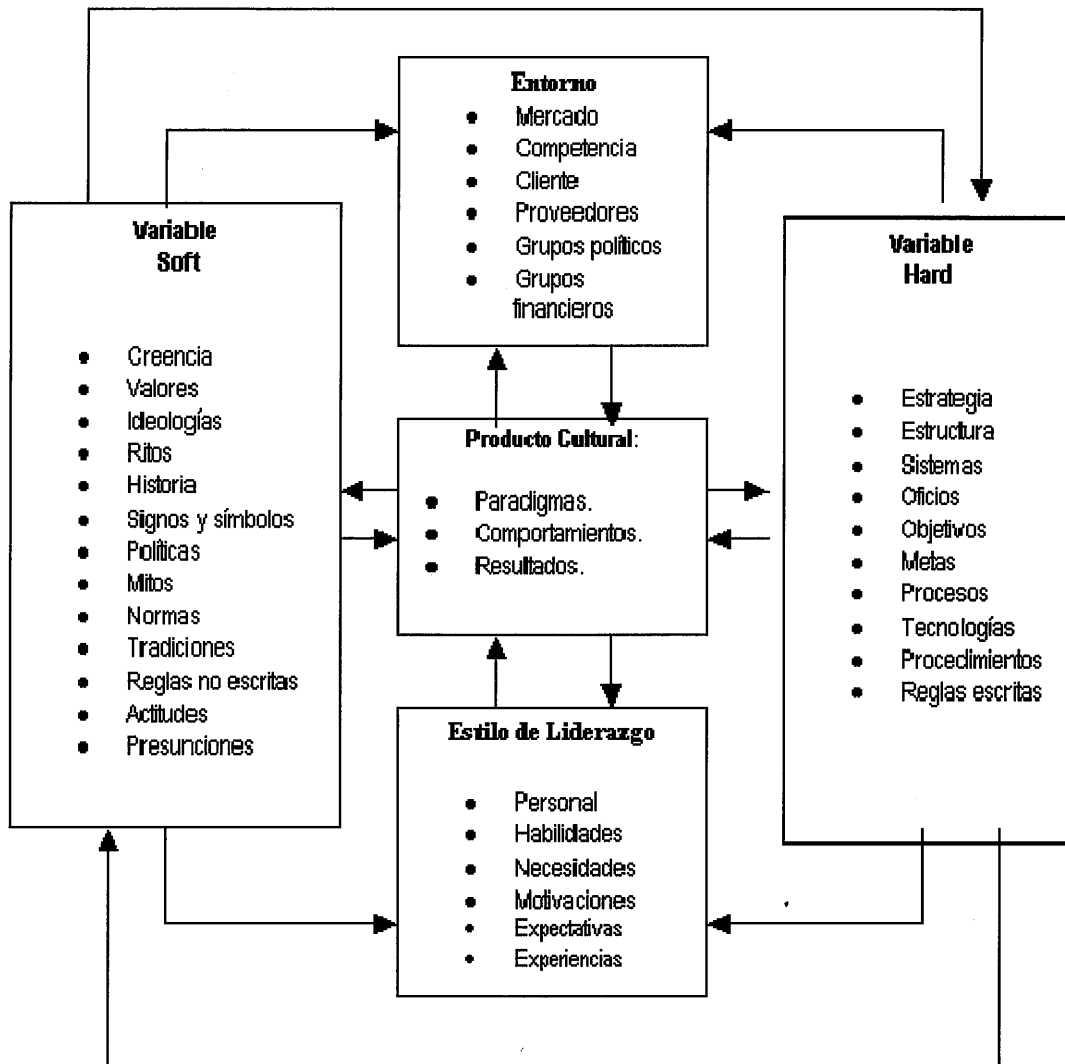 Entorno
• Mercado
• Competencia
• Cliente
• Proveedores
• Grupos políticos
• Grupos
financieros
Variable
Soft
• Creencia
• Valores
• Ideologías
• Ritos
• Historia
• Signos y símbolos
• Políticas
• Mitos
• Normas
• Tradiciones
• Reglas no escritas
• Actitudes
• Presunciones
Producto Cultural:
• Paradigmas.
• Comportamientos.
• Resultados.
Variable
Hard
• Estrategia
• Estructura
• Sistemas
• Oficios
• Objetivos
• Metas
• Procesos
• Tecnologías
• Procedimientos
• Reglas escritas
Estilo de Liderazgo
• Personal
• Habilidades
• Necesidades
• Motivaciones
• Expectativas
• Experiencias